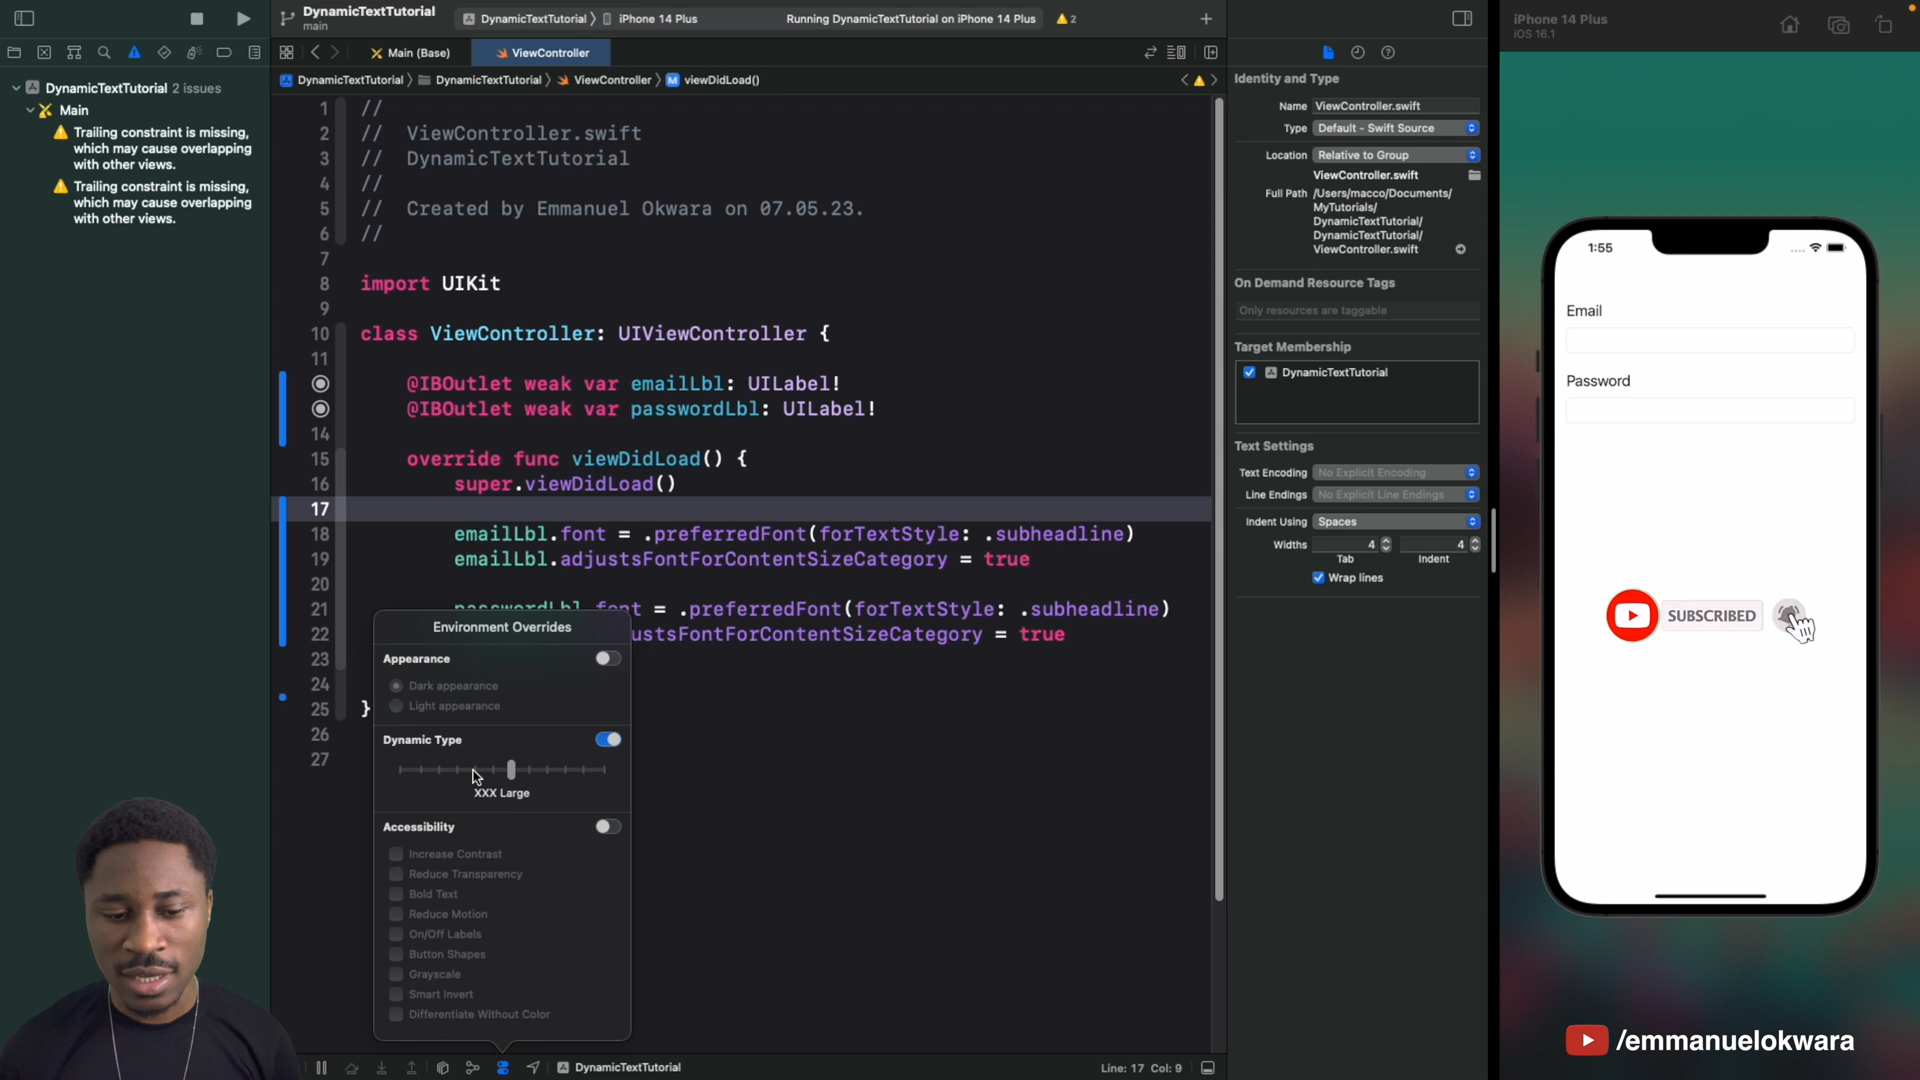 DynamicTextTutorial
main
DynamicTextTutorial
iPhone 14 Plus
Running DynamicTextTutorial on iPhone 14 Plus
2
Main (Base)
ViewController
DynamicTextTutorial
DynamicTextTutorial
ViewController
M viewDidLoad()
DynamicTextTutorial 2 issues
Main
Trailing constraint is missing,
which may cause overlapping
with other views.
Trailing constraint is missing,
which may cause overlapping
with other views.
1 //
2 // ViewController.swift
3 // DynamicTextTutorial
4 //
5 // Created by Emmanuel Okwara on 07.05.23.
6 //
7
8 import UIKit
9
10 class ViewController: UIViewController {
11
@IBOutlet weak var emailLbl: UILabel!
@IBOutlet weak var passwordLbl: UILabel!
14
15 override func viewDidLoad() {
16 super.viewDidLoad()
17
18 emailLbl.font = .preferredFont(forTextStyle: .subheadline)
19 emailLbl.adjustsFontForContentSizeCategory = true
20
21 passwordLbl.font = .preferredFont(forTextStyle: .subheadline)
22 ustsFontForContentSizeCategory = true
23
24
25 }
26
27
Environment Overrides
Appearance
Dark appearance
Light appearance
Dynamic Type
XXX Large
Accessibility
Increase Contrast
Reduce Transparency
Bold Text
Reduce Motion
On/Off Labels
Button Shapes
Grayscale
Smart Invert
Differentiate Without Color
DynamicTextTutorial
Line: 17 Col: 9
Identity and Type
Name ViewController.swift
Type Default - Swift Source
Location Relative to Group
ViewController.swift
Full Path /Users/macco/Documents/
MyTutorials/
DynamicTextTutorial/
DynamicTextTutorial/
ViewController.swift
On Demand Resource Tags
Only resources are taggable
Target Membership
DynamicTextTutorial
Text Settings
Text Encoding No Explicit Encoding
Line Endings No Explicit Line Endings
Indent Using Spaces
Widths 4 4
Tab Indent
Wrap lines
iPhone 14 Plus
iOS 16.1
1:55
Email
Password
SUBSCRIBED
/emmanuelokwara